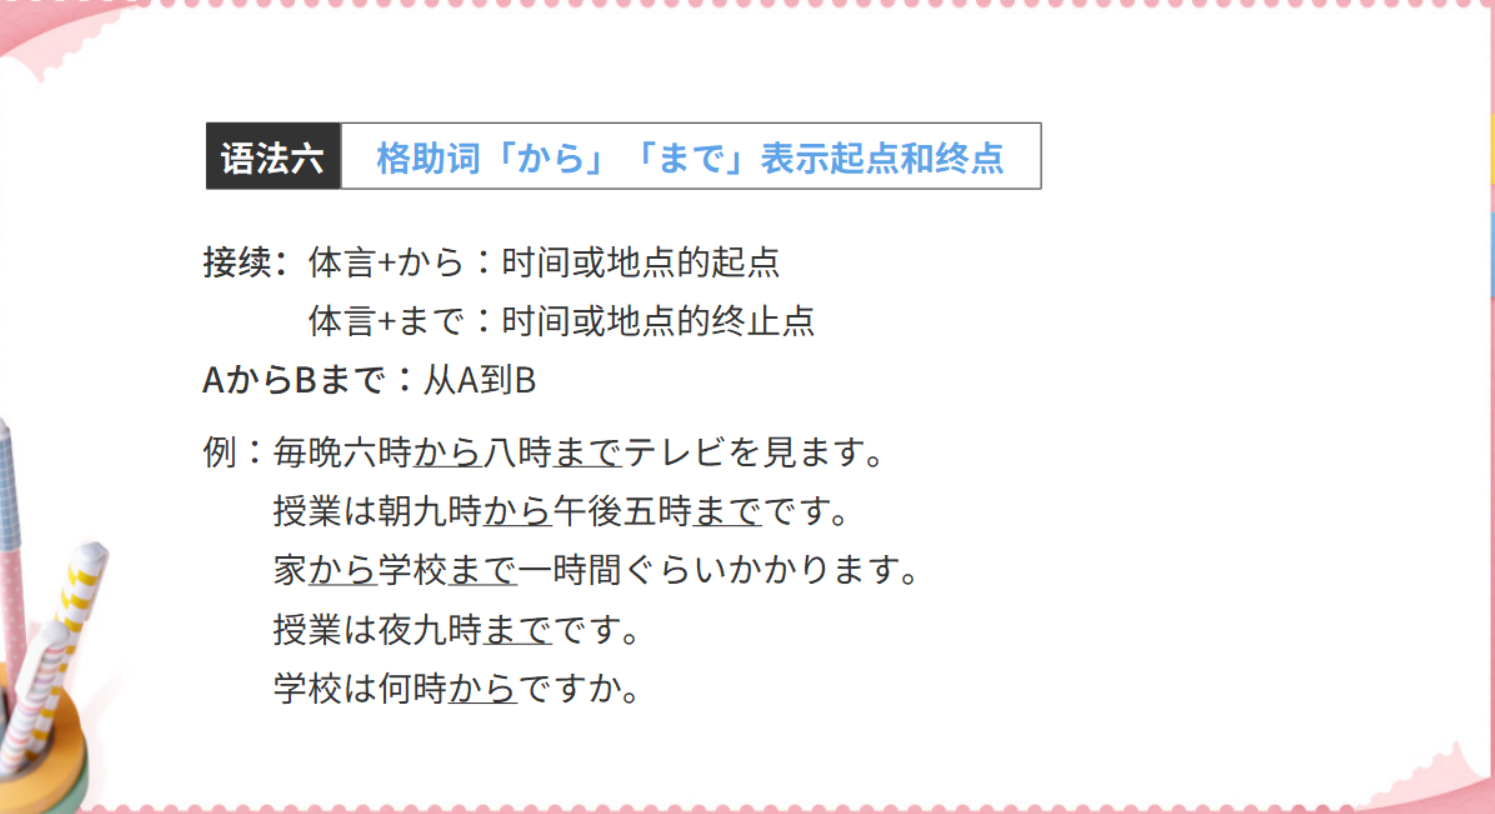 语法六 格助词「から」「まで」表示起点和终点
接续：体言+から：时间或地点的起点
体言+まで：时间或地点的终止点
AからBまで：从A到B
例：毎晩六時から八時までテレビを見ます。
授業は朝九時から午後五時までです。
家から学校まで一時間ぐらいかかります。
授業は夜九時までです。
学校は何時からですか。